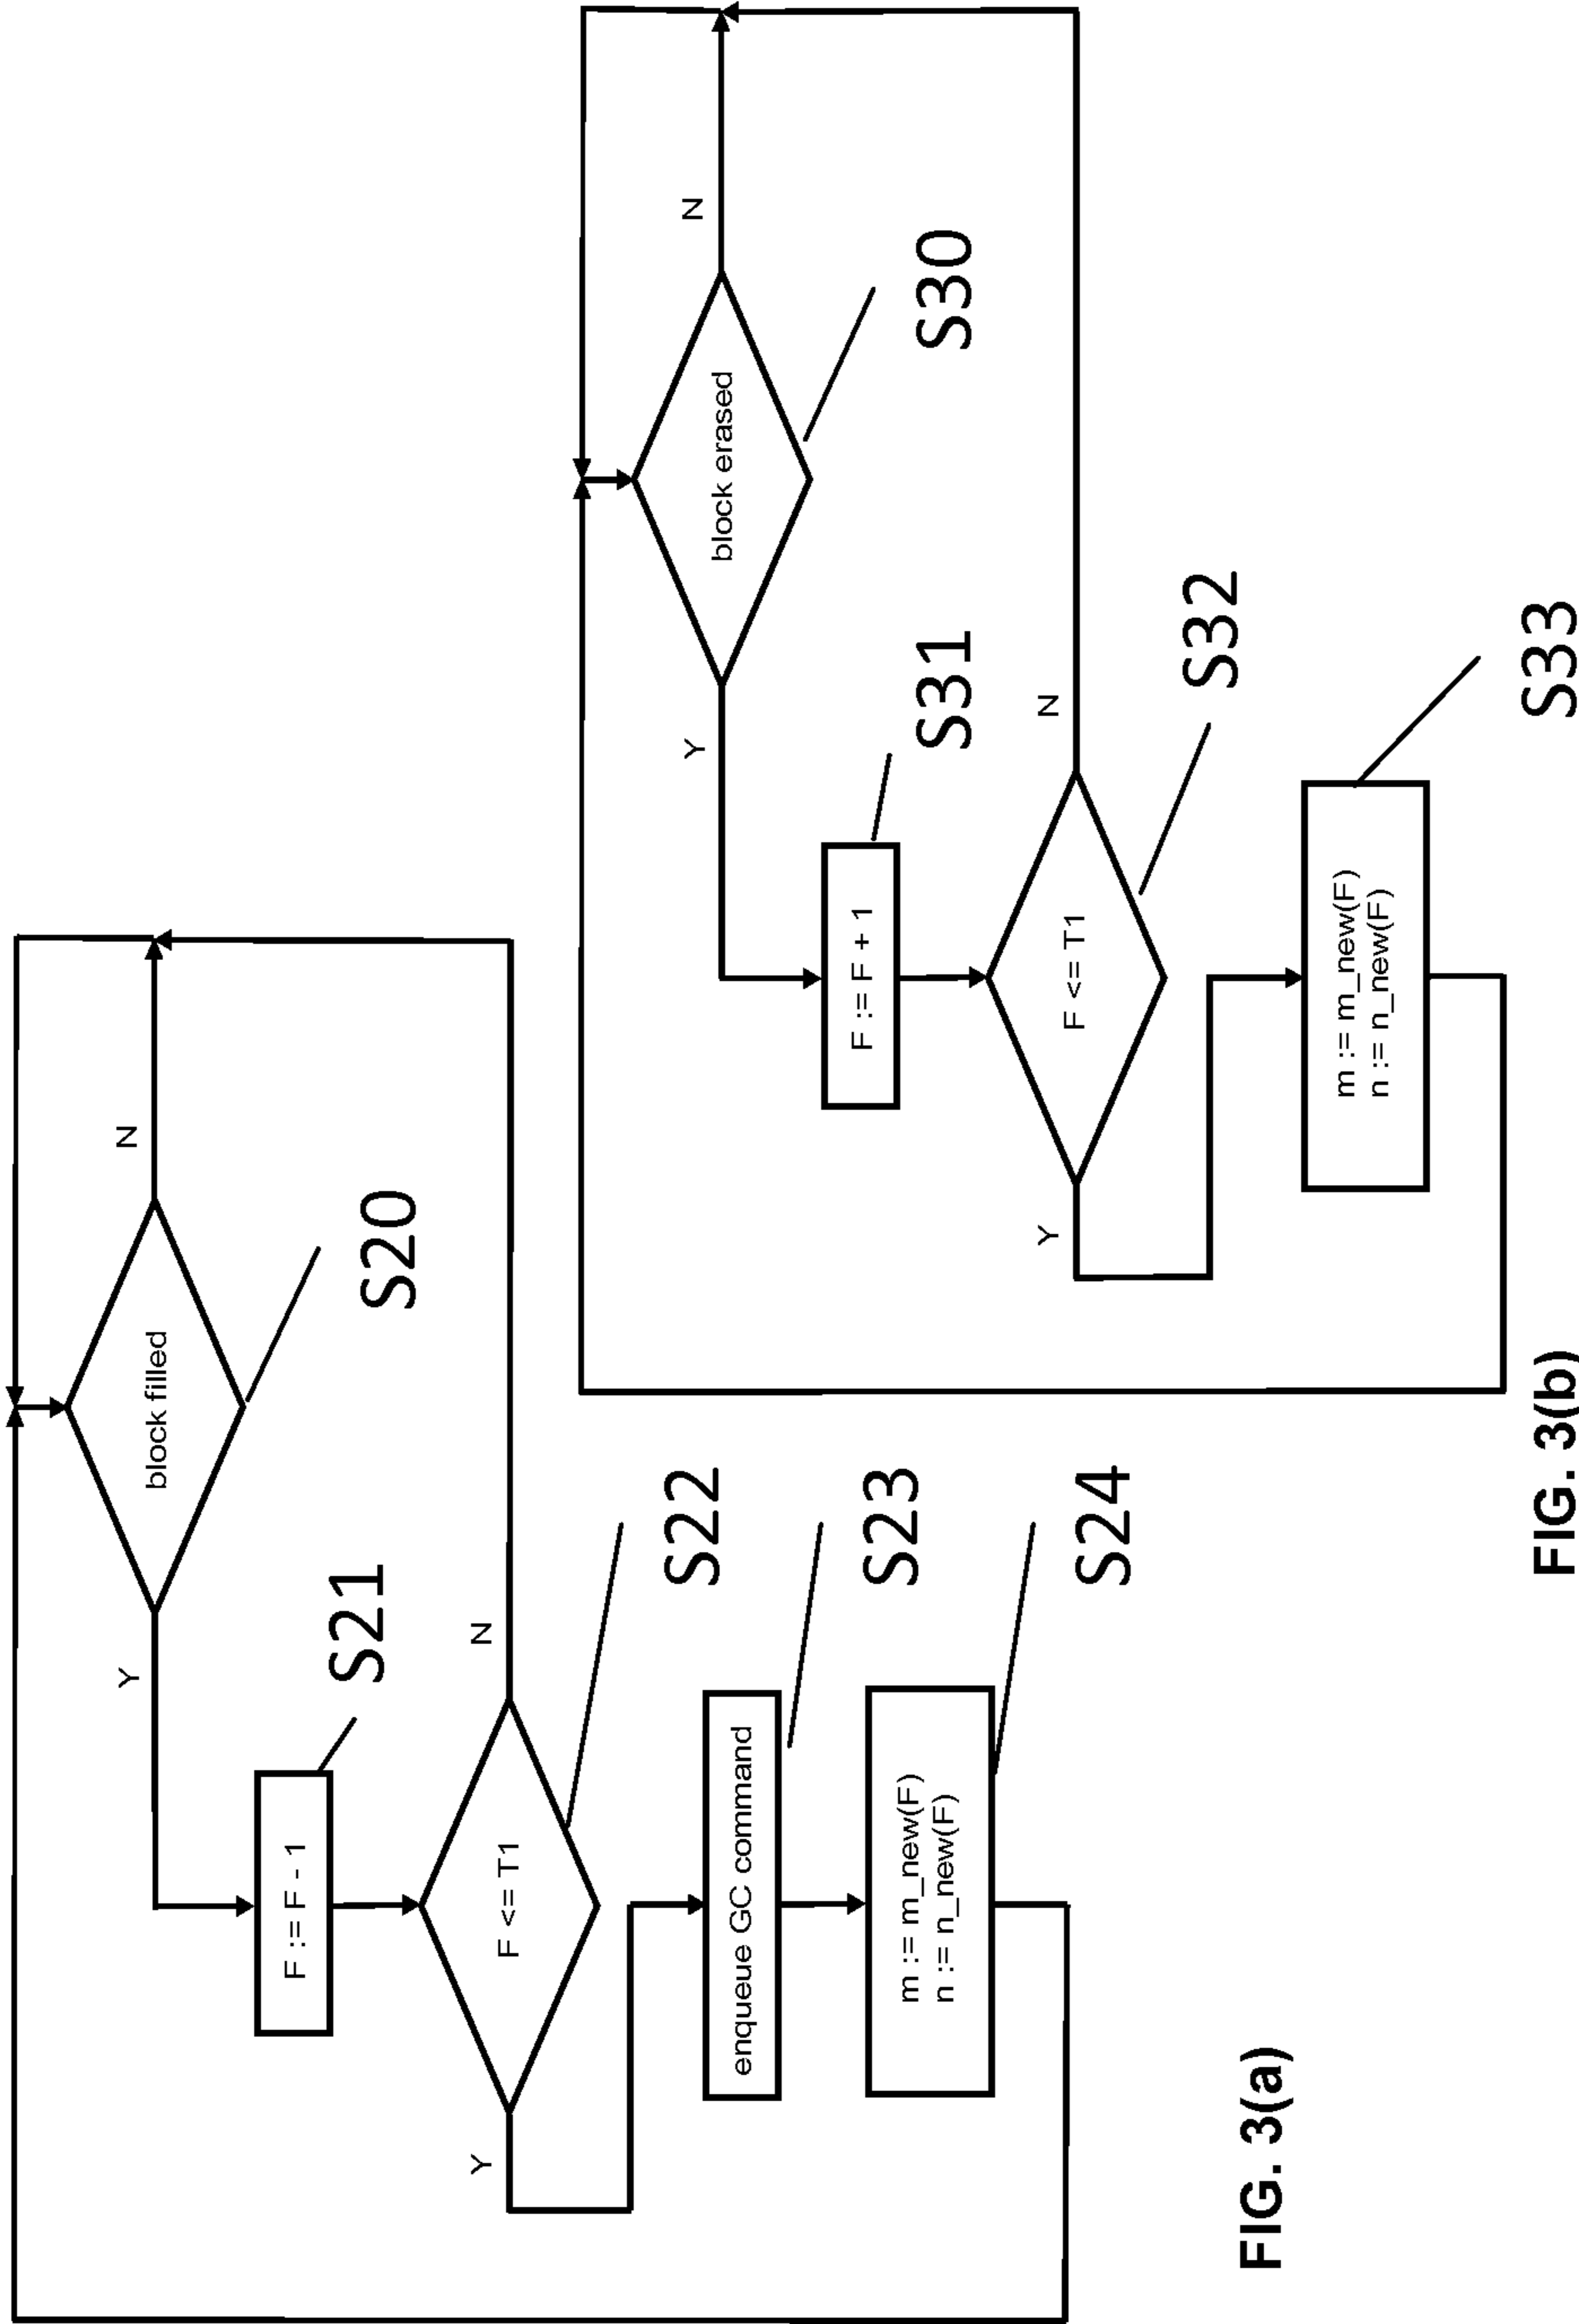 block filled
S20
Y
N
S21
F := F - 1
F <= T1
S22
Y
N
enqueue GC command
S23
m := m_new(F)
n := n_new(F)
S24
FIG. 3(a)
block erased
S30
Y
N
S31
F := F + 1
F <= T1
S32
Y
N
m := m_new(F)
n := n_new(F)
S33
FIG. 3(b)